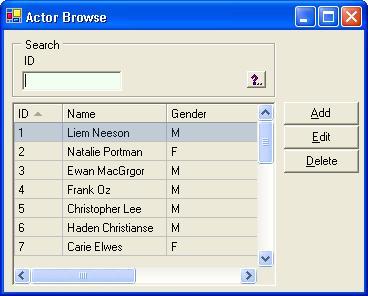 Actor Browse
Search
ID
?..
ID Name Gender
1 Liem Neeson M
2 Natalie Portman F
3 Ewan MacGrgor M
4 Frank Oz M
5 Christopher Lee M
6 Haden Christianse M
7 Carie Elwes F
Add
Edit
Delete